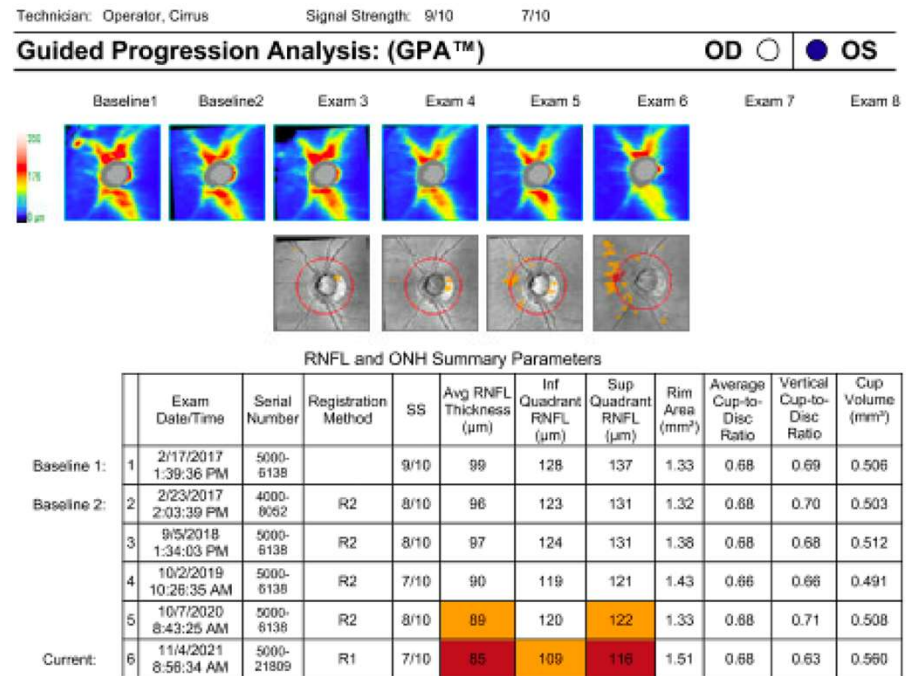 Technician: Operator, Cirrus Signal Strength: 9/10 7/10
Guided Progression Analysis: (GPA™) OD OS
Baseline1 Baseline2 Exam 3 Exam 4 Exam 5 Exam 6 Exam 7 Exam 8
350
175
0 µm
RNFL and ONH Summary Parameters
Exam Date/Time Serial Number Registration Method SS Avg RNFL Thickness (µm) Inf Quadrant RNFL (µm) Sup Quadrant RNFL (µm) Rim Area (mm²) Average Cup-to-Disc Ratio Vertical Cup-to-Disc Ratio Cup Volume (mm³)
Baseline 1: 1 2/17/2017 1:39:36 PM 5000-6138 9/10 99 128 137 1.33 0.68 0.69 0.506
Baseline 2: 2 2/23/2017 2:03:39 PM 4000-8052 R2 8/10 96 123 131 1.32 0.68 0.70 0.503
3 9/5/2018 1:34:03 PM 5000-6138 R2 8/10 97 124 131 1.38 0.68 0.68 0.512
4 10/2/2019 10:26:35 AM 5000-6138 R2 7/10 90 119 121 1.43 0.66 0.66 0.491
5 10/7/2020 8:43:25 AM 5000-6138 R2 8/10 89 120 122 1.33 0.68 0.71 0.508
Current: 6 11/4/2021 8:56:34 AM 5000-21809 R1 7/10 85 109 116 1.51 0.68 0.63 0.560